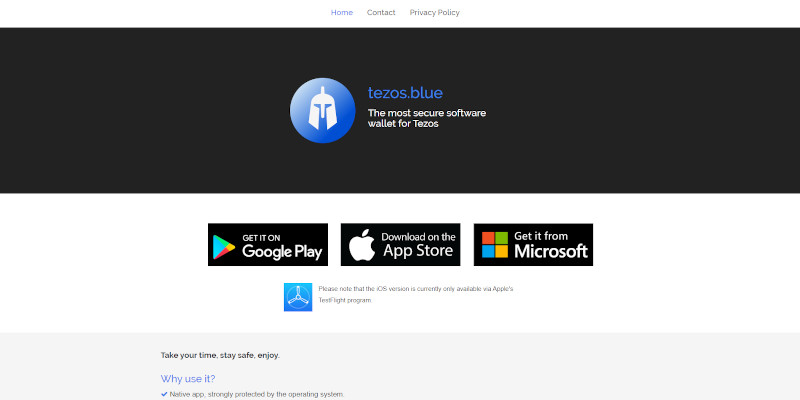 Home Contact Privacy Policy
tezos.blue
The most secure software
wallet for Tezos
GET IT ON
Google Play
Download on the
App Store
Get it from
Microsoft
Please note that the iOS version is currently only available via Apple's
TestFlight program.
Take your time, stay safe, enjoy.
Why use it?
Native app, strongly protected by the operating system.